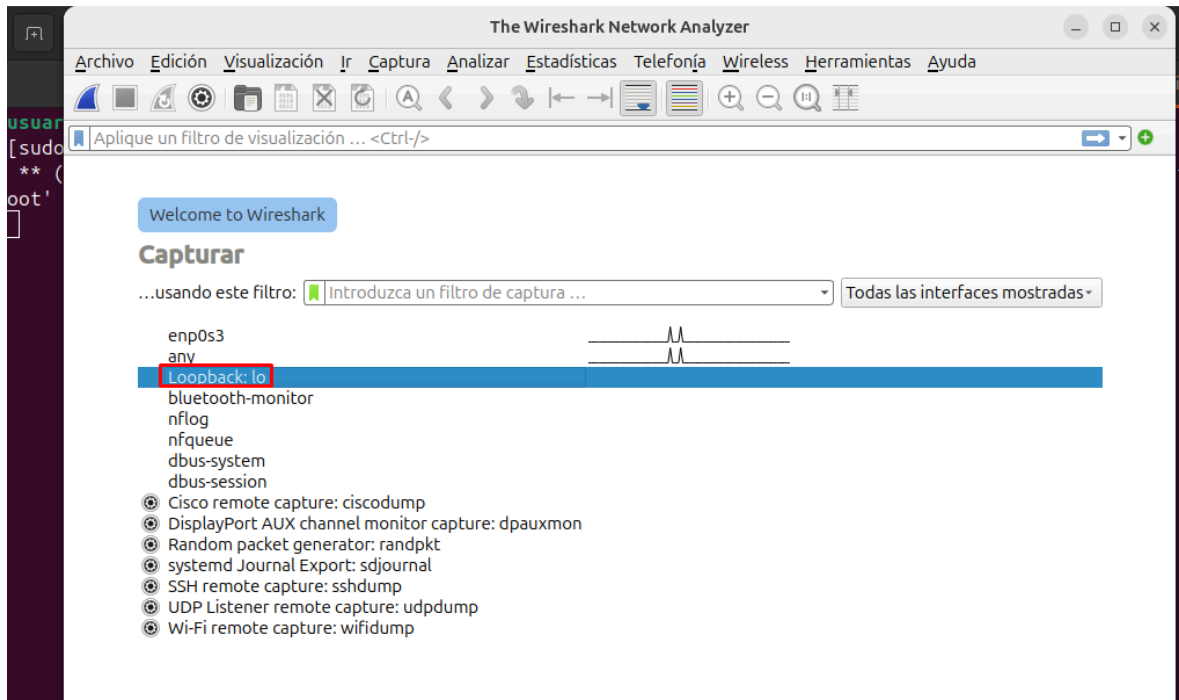 The Wireshark Network Analyzer
Archivo Edición Visualización Ir Captura Analizar Estadísticas Telefonía Wireless Herramientas Ayuda
usuar
Aplique un filtro de visualización … <Ctrl-/>
[sudo
** (
oot'
Welcome to Wireshark
Capturar
…usando este filtro: Introduzca un filtro de captura … Todas las interfaces mostradas
enp0s3
any
Loopback: lo
bluetooth-monitor
nflog
nfqueue
dbus-system
dbus-session
Cisco remote capture: ciscodump
DisplayPort AUX channel monitor capture: dpauxmon
Random packet generator: randpkt
systemd Journal Export: sdjournal
SSH remote capture: sshdump
UDP Listener remote capture: udpdump
Wi-Fi remote capture: wifidump